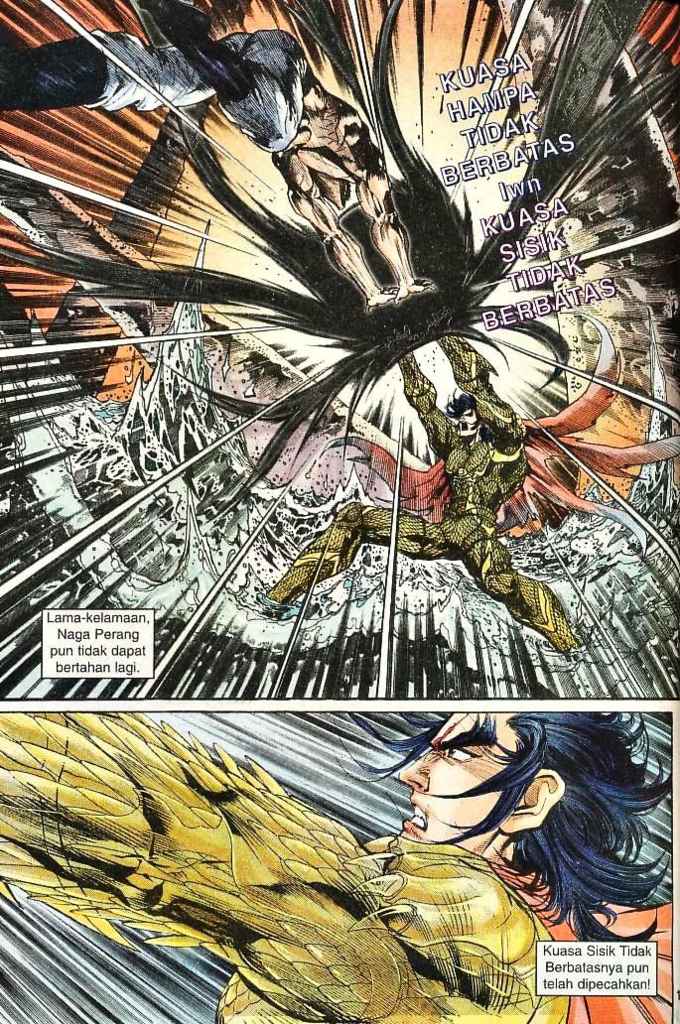 KUASA
HAMPA
TIDAK
BERBATAS
lwn
KUASA
SISIK
TIDAK
BERBATAS
Lama-kelamaan,
Naga Perang
pun tidak dapat
bertahan lagi.
Kuasa Sisik Tidak
Berbatasnya pun
telah dipecahkan!